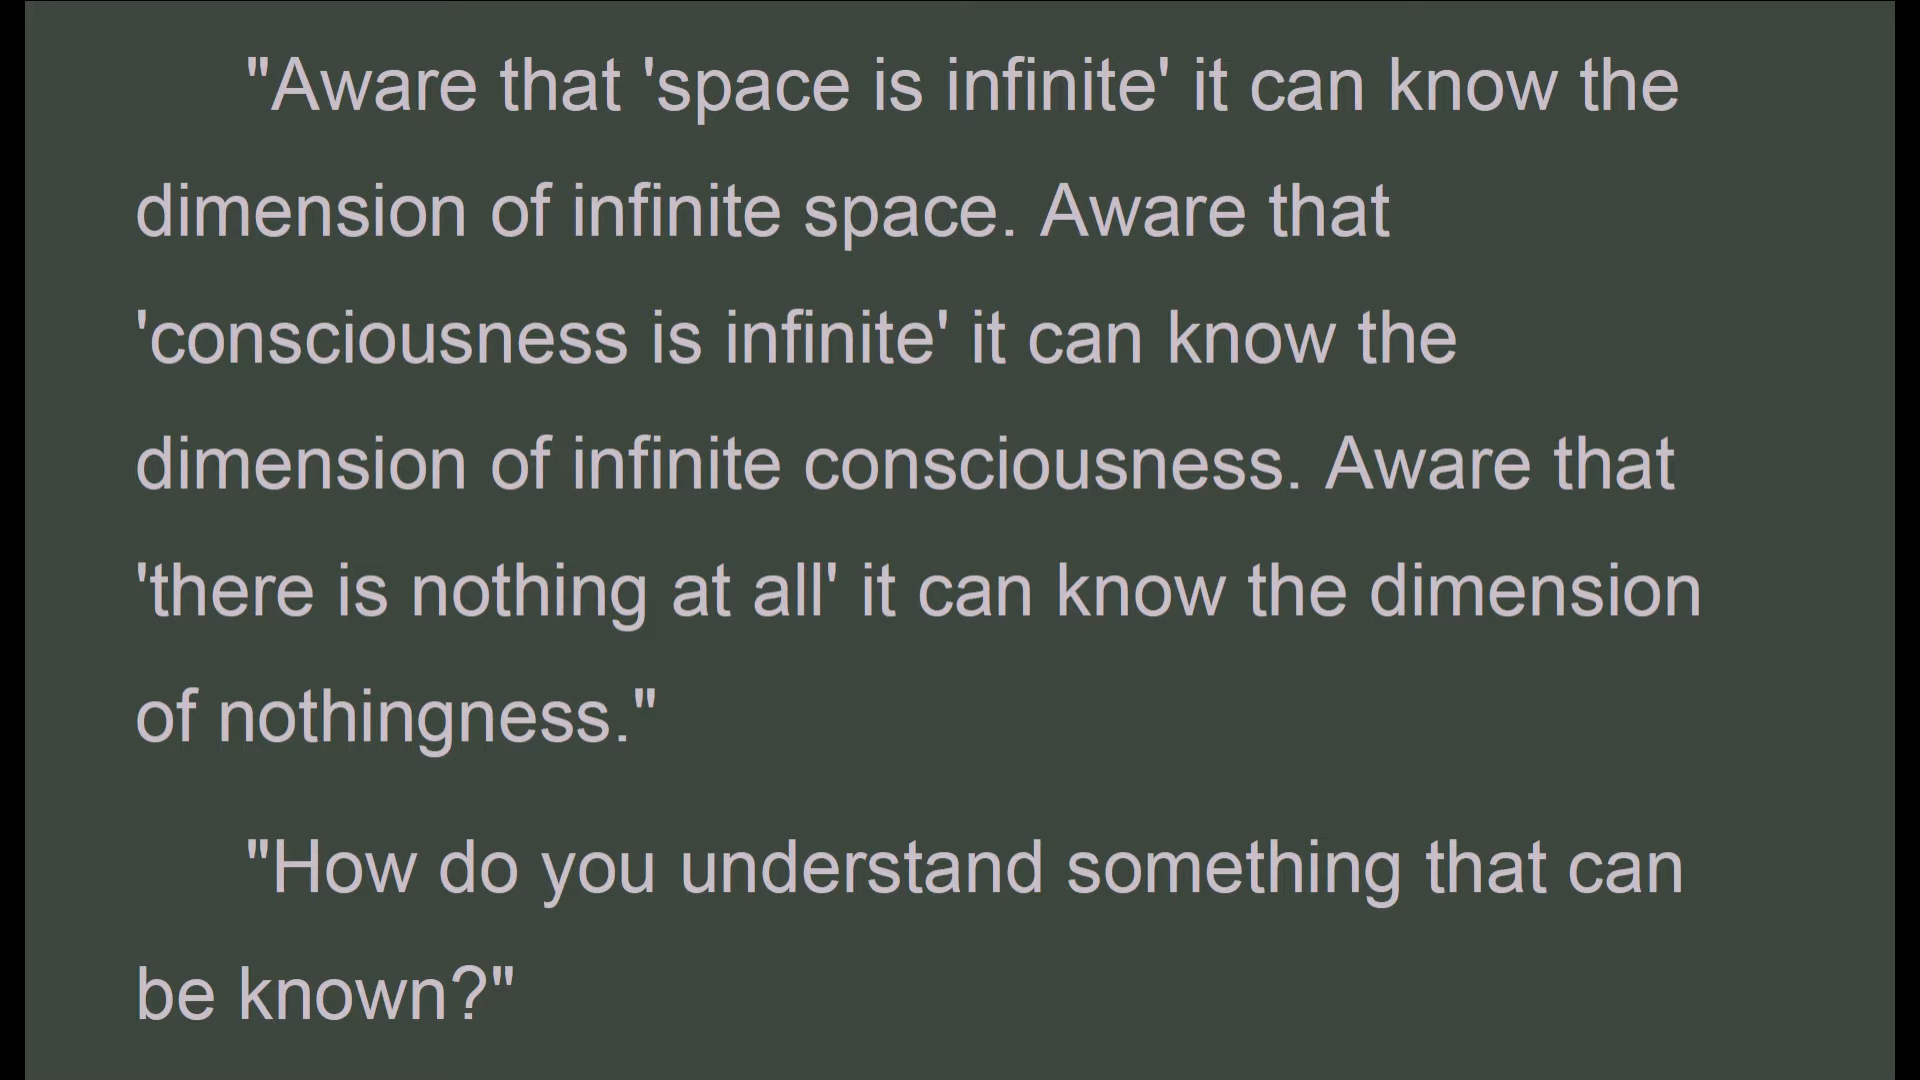 "Aware that 'space is infinite' it can know the
dimension of infinite space. Aware that
'consciousness is infinite' it can know the
dimension of infinite consciousness. Aware that
'there is nothing at all' it can know the dimension
of nothingness."
"How do you understand something that can
be known?"